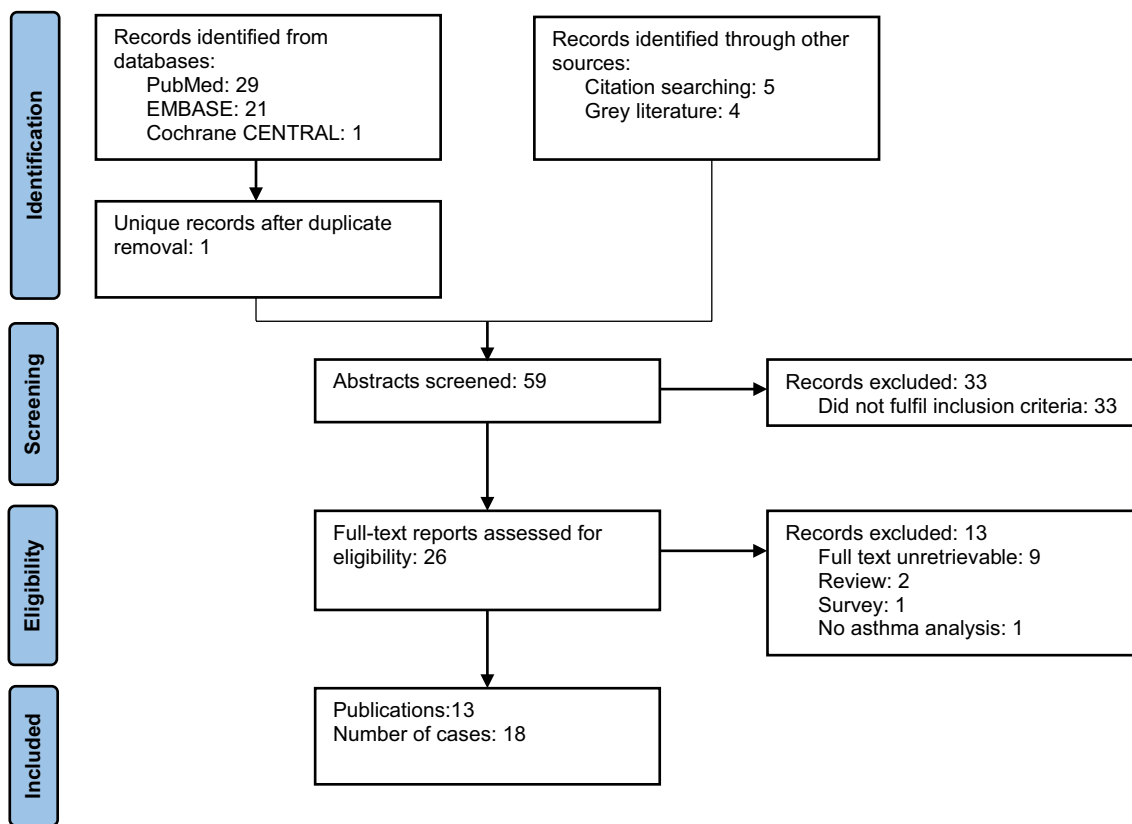 Identification
Records identified from
databases:
PubMed: 29
EMBASE: 21
Cochrane CENTRAL: 1
Records identified through other
sources:
Citation searching: 5
Grey literature: 4
Unique records after duplicate
removal: 1
Screening
Abstracts screened: 59
Records excluded: 33
Did not fulfil inclusion criteria: 33
Eligibility
Full-text reports assessed for
eligibility: 26
Records excluded: 13
Full text unretrievable: 9
Review: 2
Survey: 1
No asthma analysis: 1
Included
Publications:13
Number of cases: 18